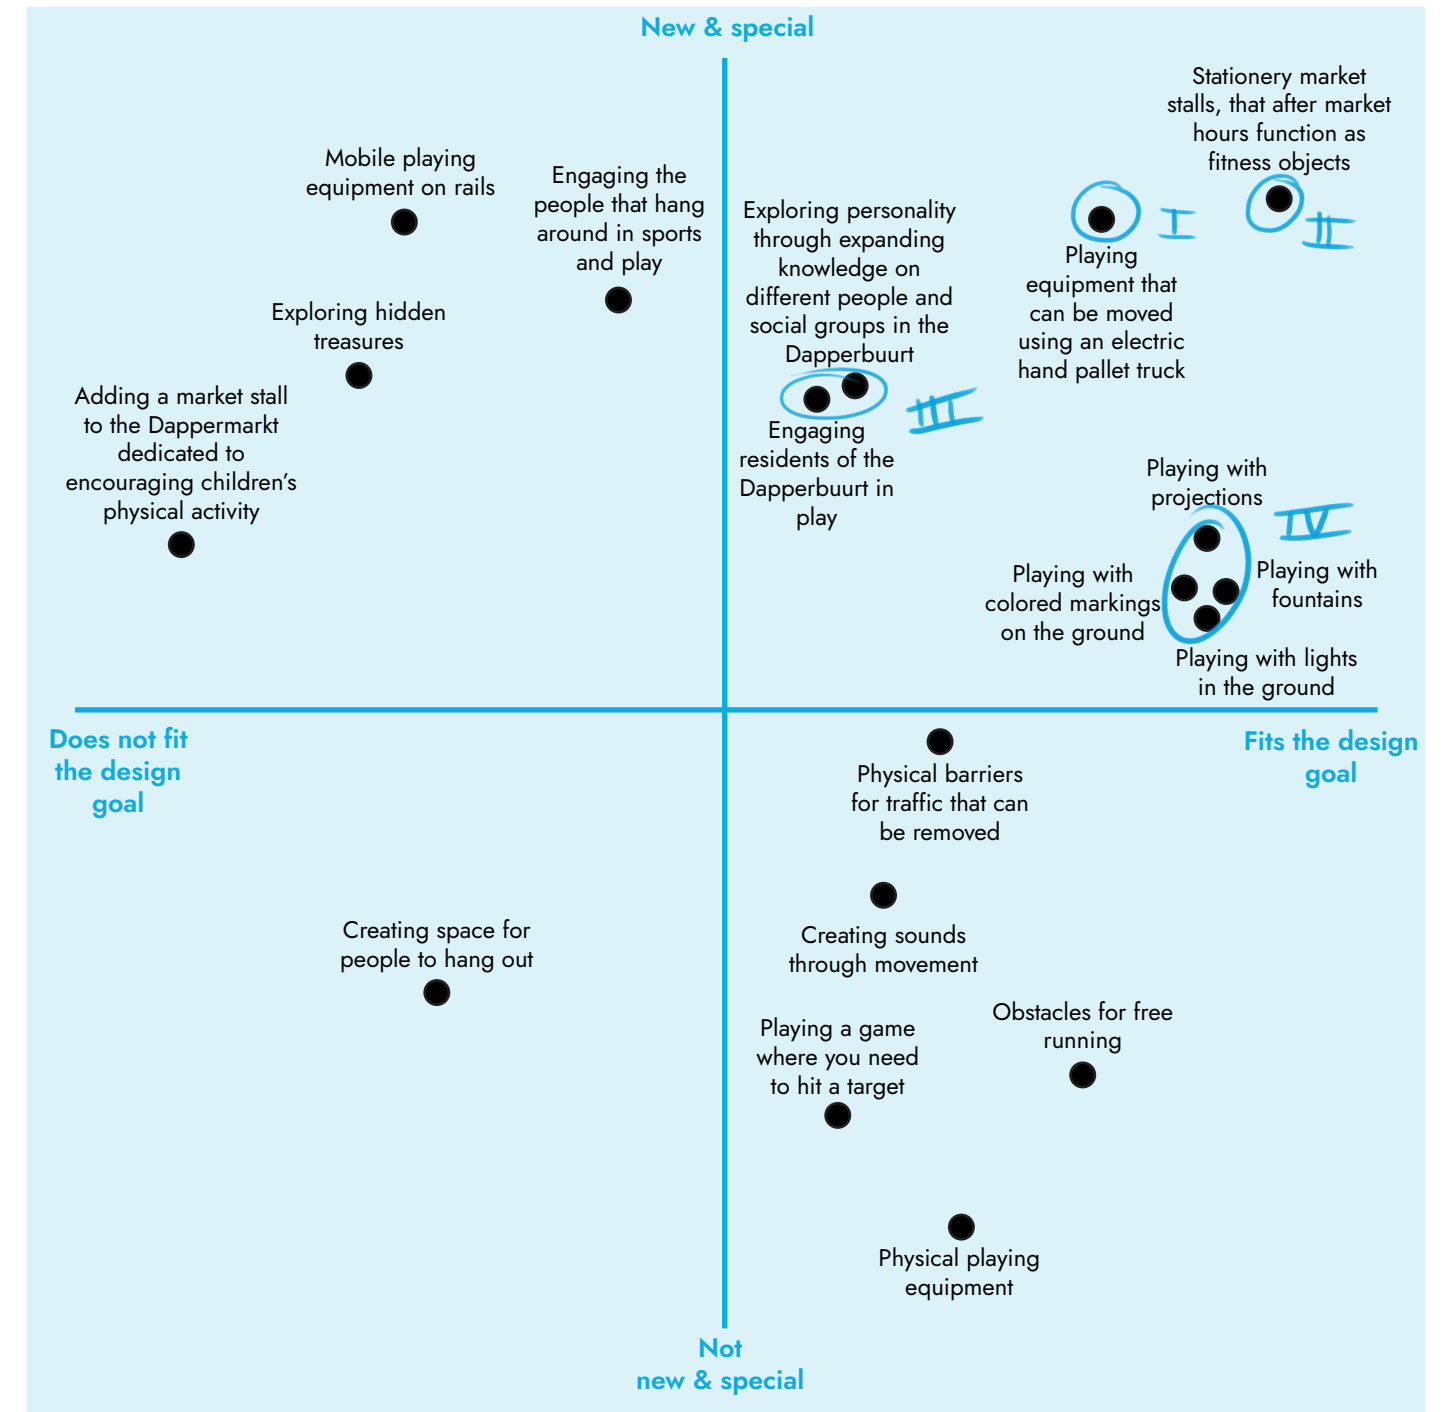 New & special
Stationery market
stalls, that after market
hours function as
fitness objects
Mobile playing
equipment on rails
Engaging the
people that hang
around in sports
and play
Exploring personality
through expanding
knowledge on
different people and
social groups in the
Dapperbuurt
I
II
Playing
equipment that
can be moved
using an electric
hand pallet truck
Exploring hidden
treasures
Adding a market stall
to the Dappermarkt
dedicated to
encouraging children’s
physical activity
III
Engaging
residents of the
Dapperbuurt in
play
Playing with
projections
IV
Playing with
colored markings
on the ground
Playing with
fountains
Playing with lights
in the ground
Does not fit
the design
goal
Fits the design
goal
Physical barriers
for traffic that can
be removed
Creating space for
people to hang out
Creating sounds
through movement
Obstacles for free
running
Playing a game
where you need
to hit a target
Physical playing
equipment
Not
new & special